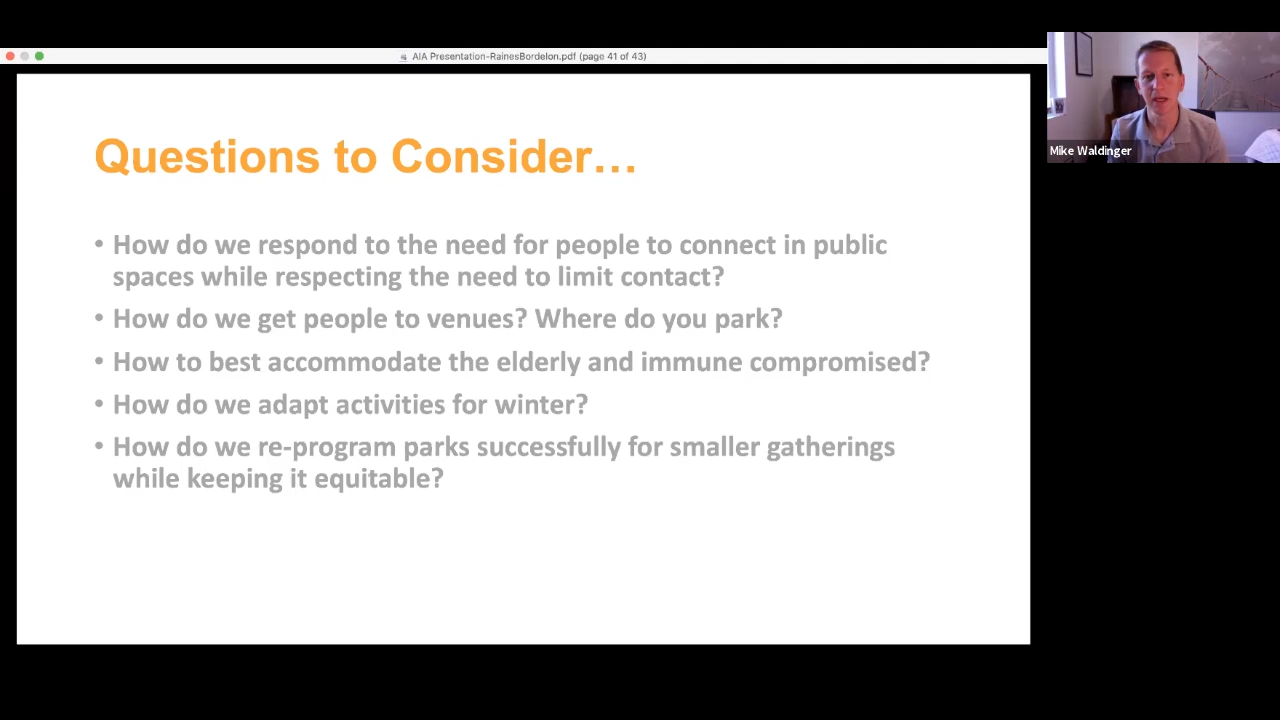 AIA Presentation-RainesBordelon.pdf (page 41 of 43)
Mike Waldinger
Questions to Consider...
• How do we respond to the need for people to connect in public
spaces while respecting the need to limit contact?
• How do we get people to venues? Where do you park?
• How to best accommodate the elderly and immune compromised?
• How do we adapt activities for winter?
• How do we re-program parks successfully for smaller gatherings
while keeping it equitable?